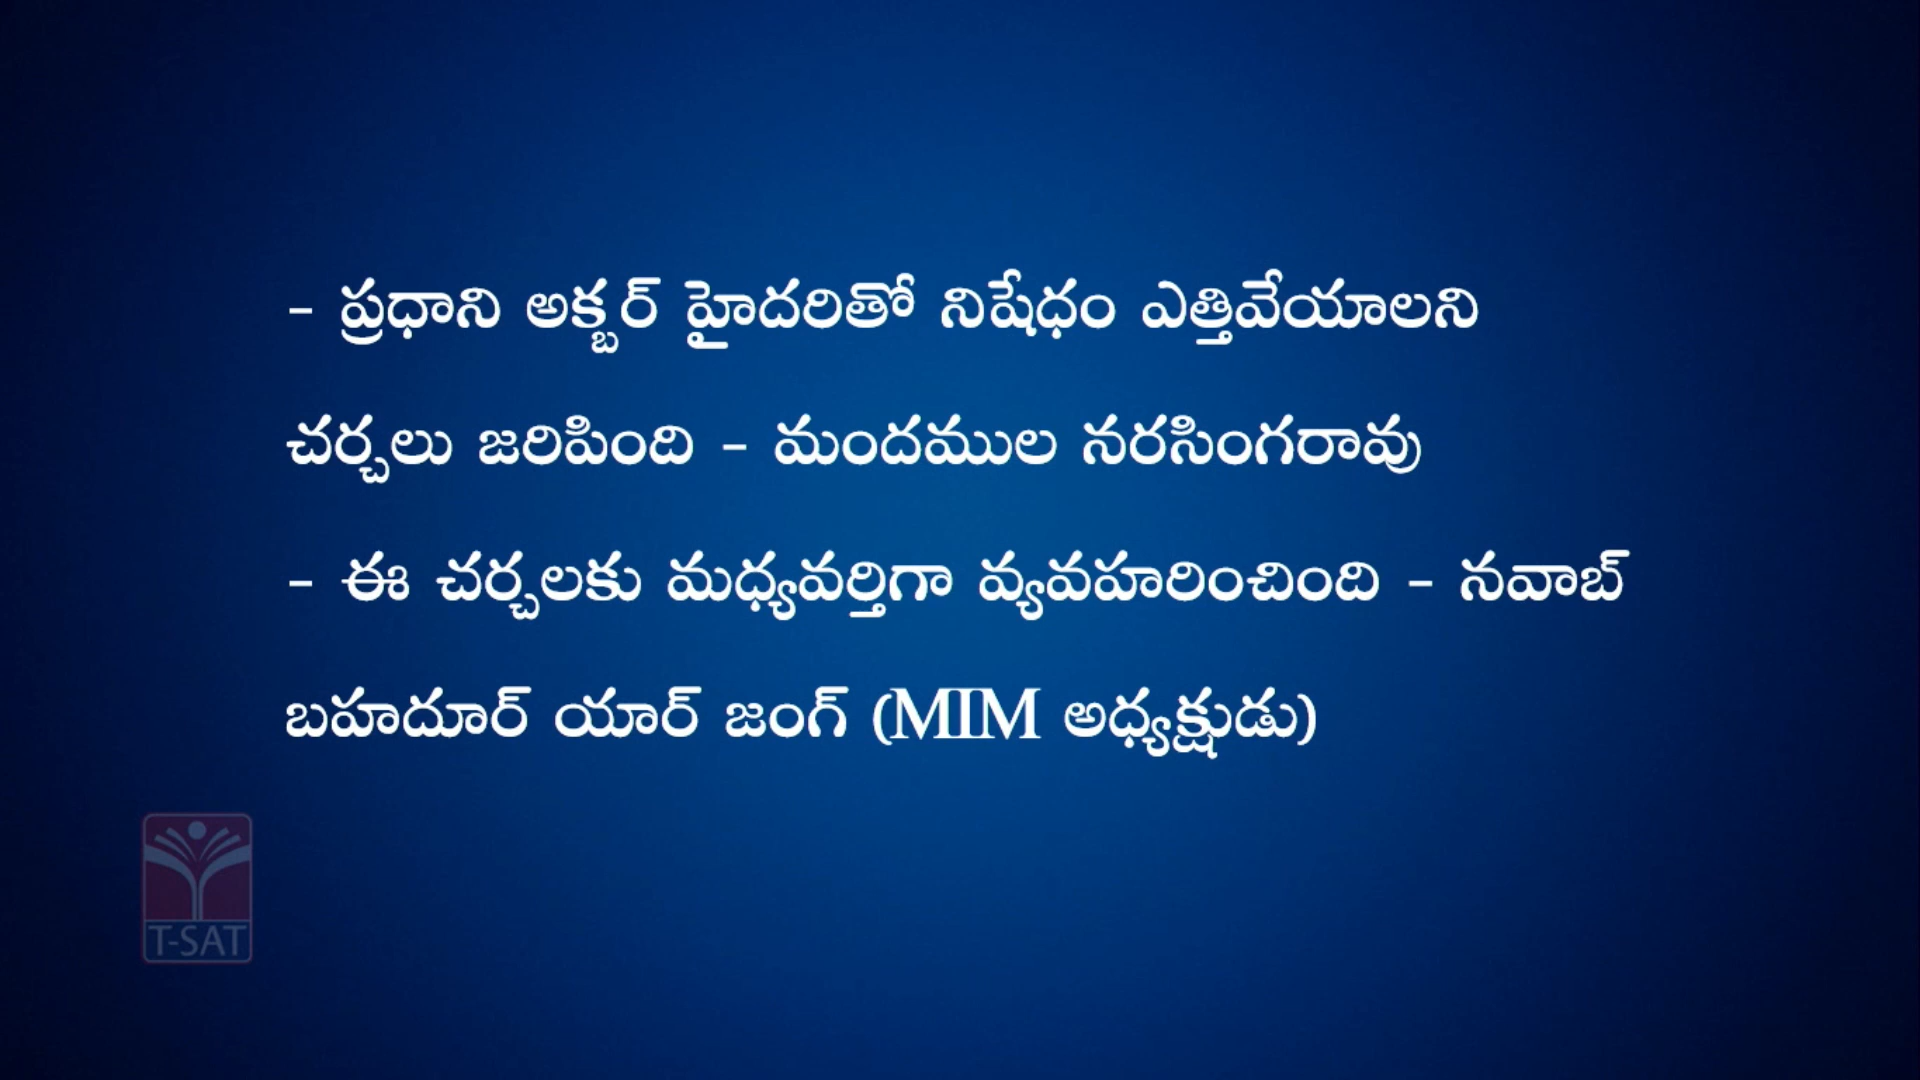 - ప్రధాని అక్బర్ హైదరితో నిషేధం ఎత్తివేయాలని
చర్చలు జరిపింది - మందముల నరసింగరావు
- ఈ చర్చలకు మధ్యవర్తిగా వ్యవహరించింది - నవాబ్
బహదూర్ యార్ జంగ్ (MIM అధ్యక్షుడు)
T-SAT